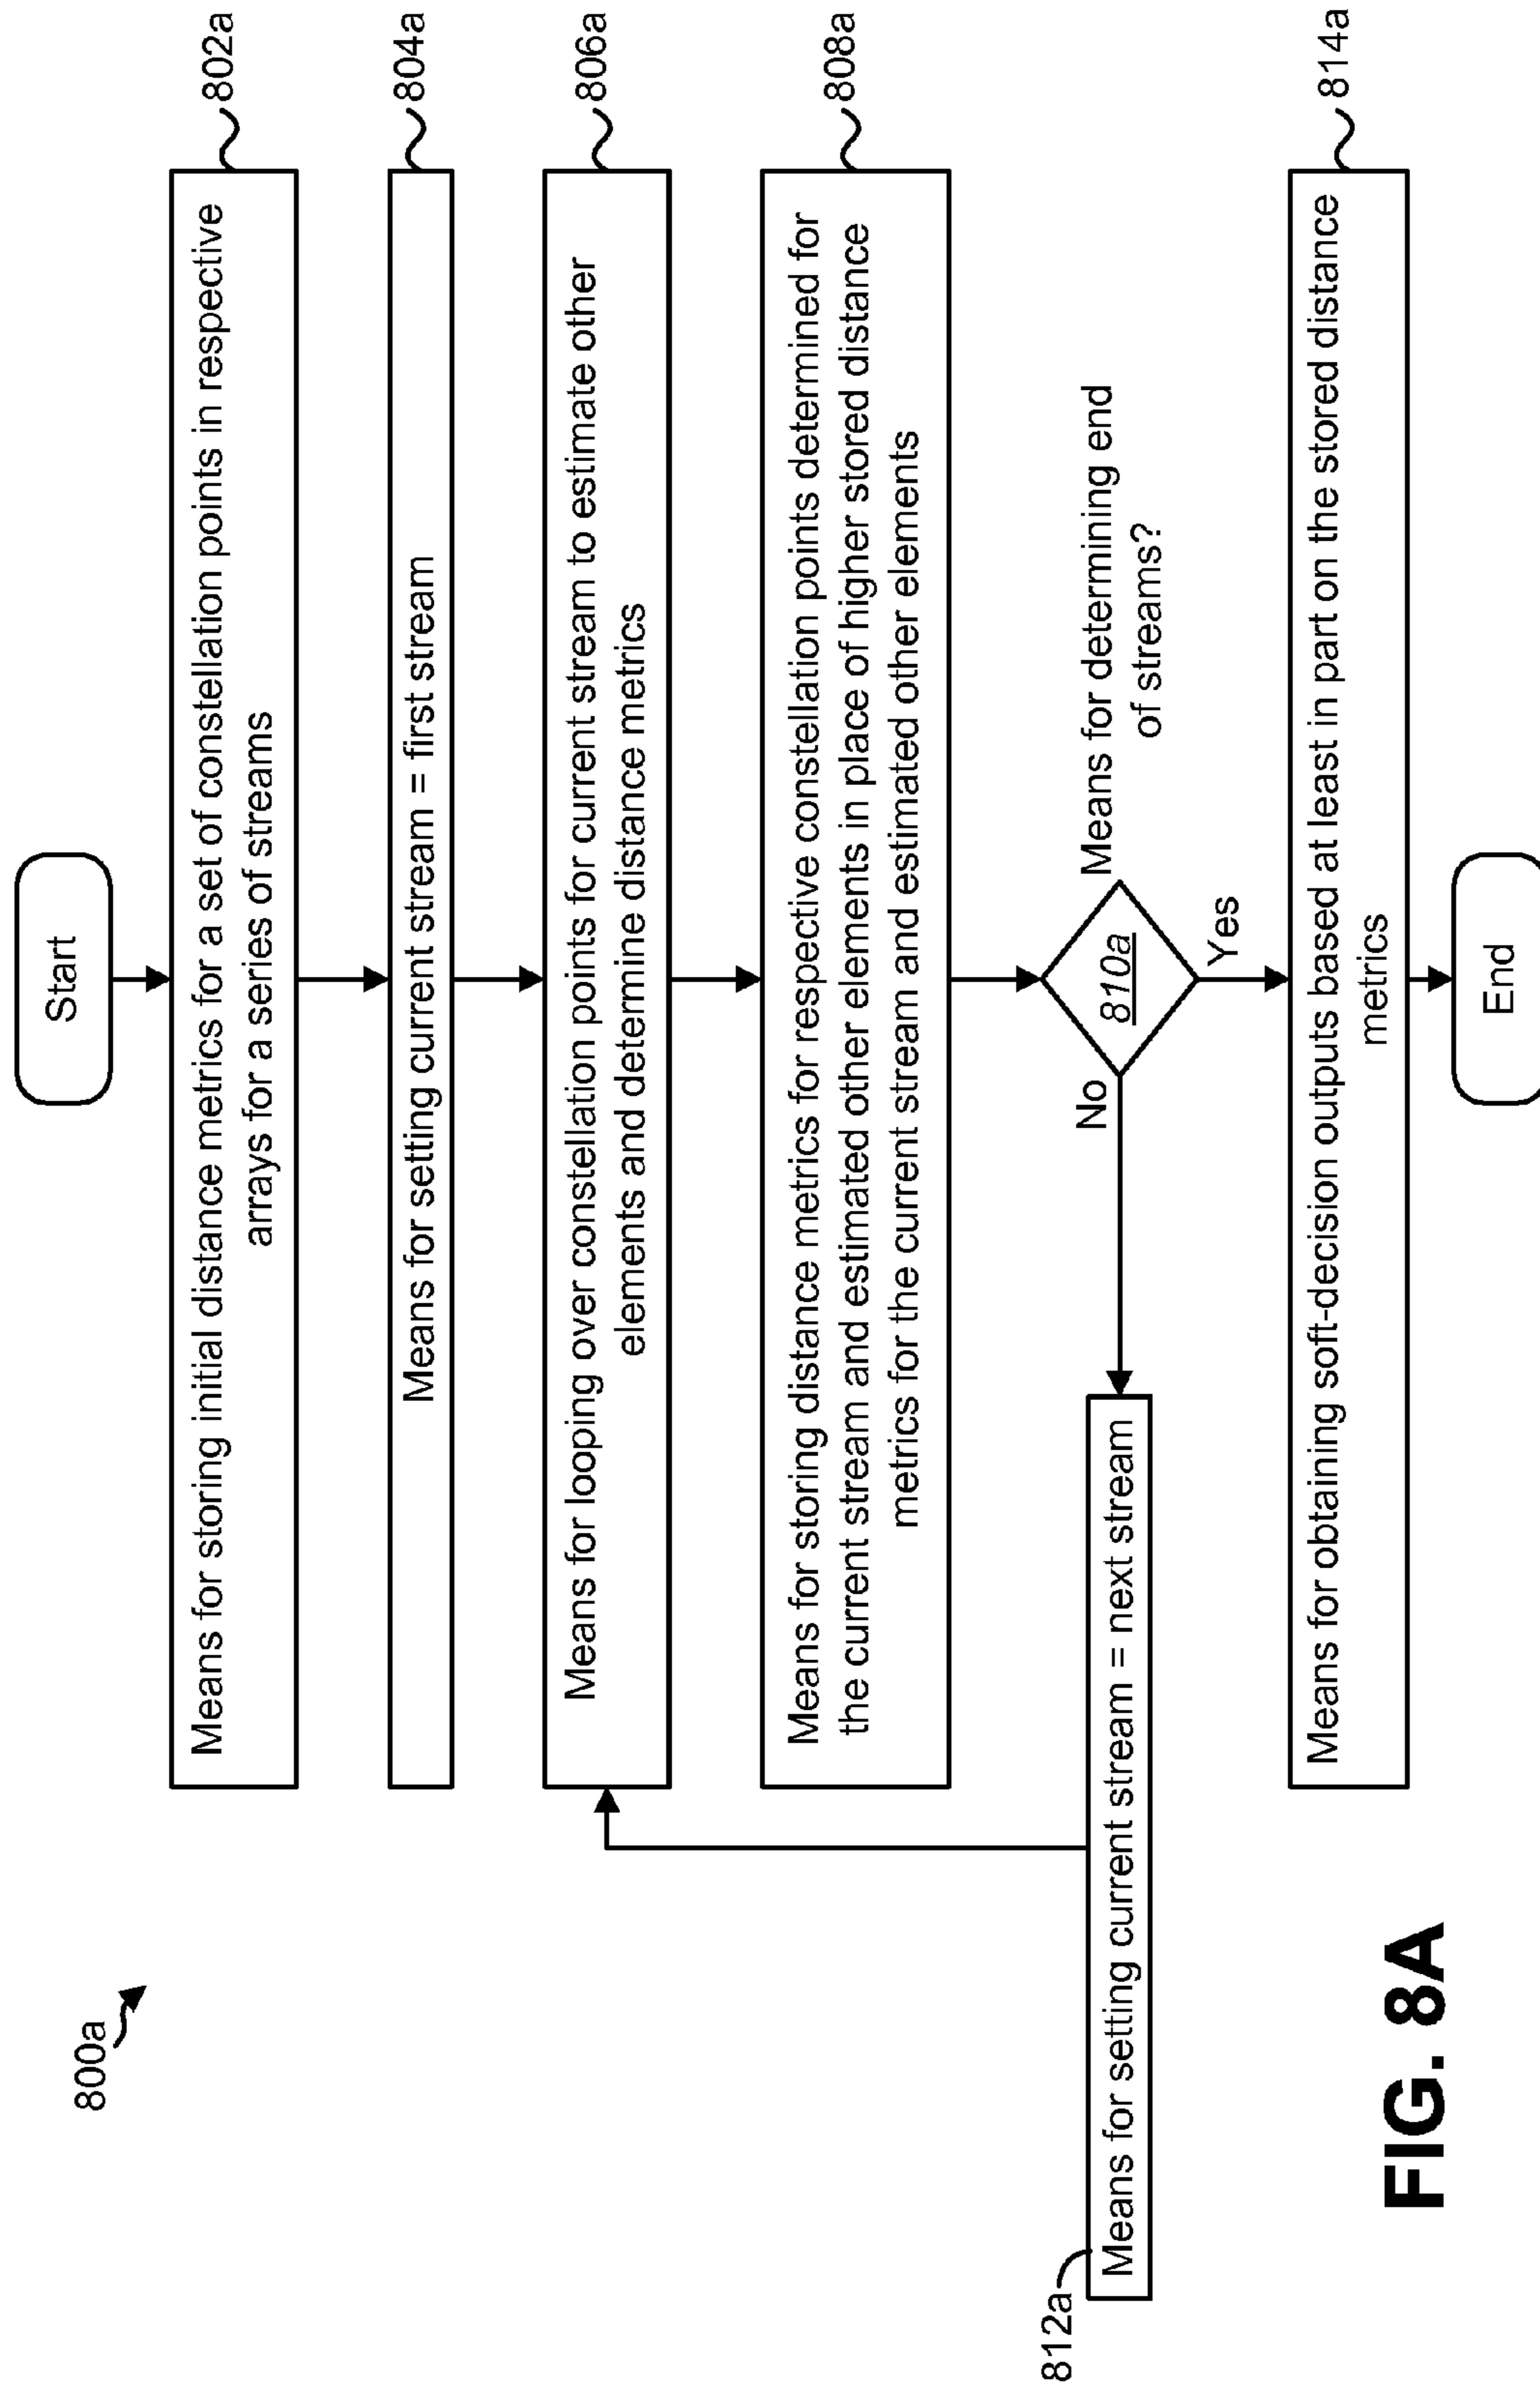 800a
Start
Means for storing initial distance metrics for a set of constellation points in respective
arrays for a series of streams
802a
Means for setting current stream = first stream
804a
Means for looping over constellation points for current stream to estimate other
elements and determine distance metrics
806a
Means for storing distance metrics for respective constellation points determined for
the current stream and estimated other elements in place of higher stored distance
metrics for the current stream and estimated other elements
808a
Means for determining end
of streams?
810a
No
Yes
812a
Means for setting current stream = next stream
Means for obtaining soft-decision outputs based at least in part on the stored distance
metrics
814a
End
FIG. 8A